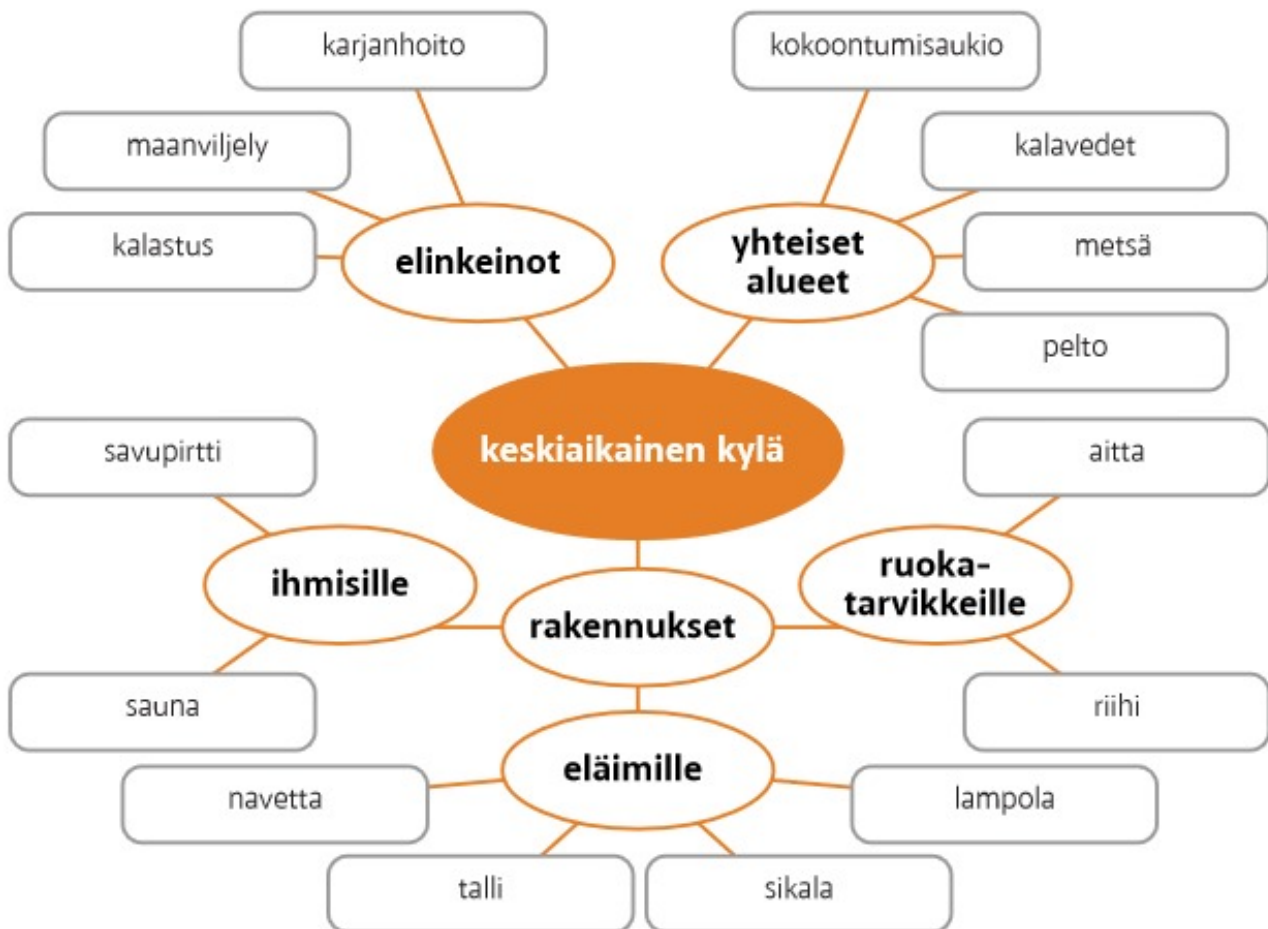 karjanhoito
kokoontumisaukio
maanviljely
kalavedet
kalastus
elinkeinot
yhteiset
alueet
metsä
pelto
keskiaikainen kylä
savupirtti
aitta
ihmisille
rakennukset
ruoka-
tarvikkeille
sauna
riihi
eläimille
navetta
lampola
talli
sikala